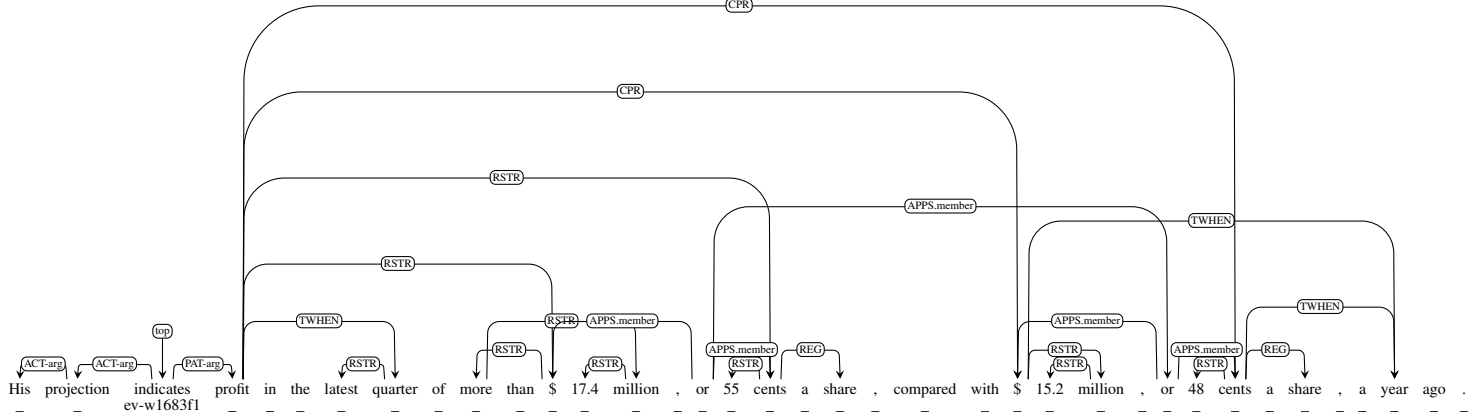 CPR
CPR
RSTR
APPS.member
TWHEN
RSTR
TWHEN
TWHEN RSTR APPS.member APPS.member
top
RSTR APPS.member REG RSTR APPS.member REG
ACT-arg ACT-arg PAT-arg RSTR RSTR RSTR RSTR RSTR
His projection indicates profit in the latest quarter of more than $ 17.4 million , or 55 cents a share , compared with $ 15.2 million , or 48 cents a share , a year ago .
_ _ ev-w1683f1 _ _ _ _ _ _ _ _ _ _ _ _ _ _ _ _ _ _ _ _ _ _ _ _ _ _ _ _ _ _ _ _ _ _